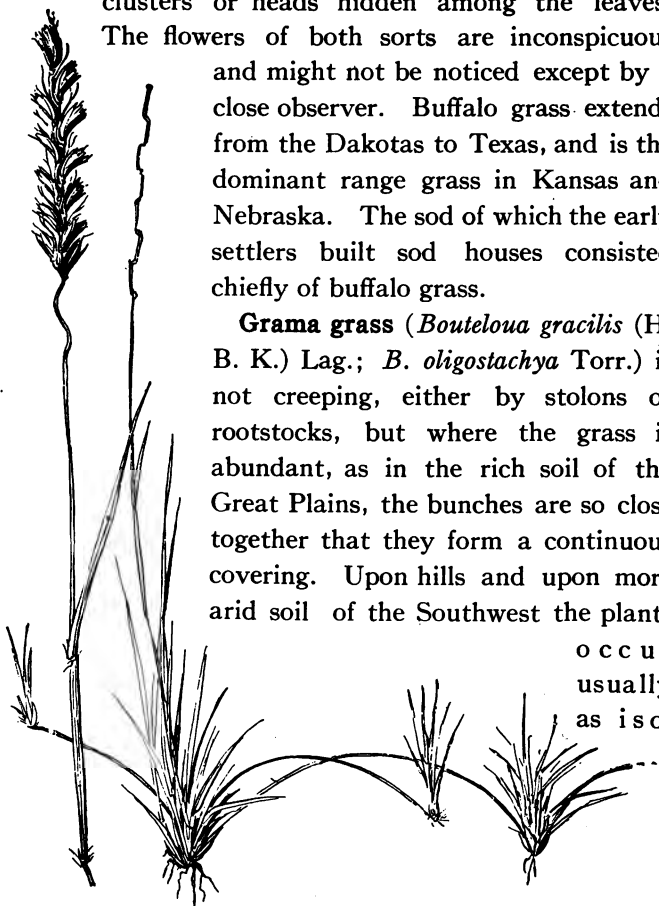 clusters or heads hidden among the leaves
The flowers of both sorts are inconspicuou
and might not be noticed except by
close observer. Buffalo grass extend
from the Dakotas to Texas, and is th
dominant range grass in Kansas an
Nebraska. The sod of which the earl
settlers built sod houses consiste
chiefly of buffalo grass.
Grama grass (Bouteloua gracilis (H
B. K.) Lag.; B. oligostachya Torr.) i
not creeping, either by stolons o
rootstocks, but where the grass i
abundant, as in the rich soil of th
Great Plains, the bunches are so clos
together that they form a continuou
covering. Upon hills and upon mor
arid soil of the Southwest the plant
occu
usually
as iso